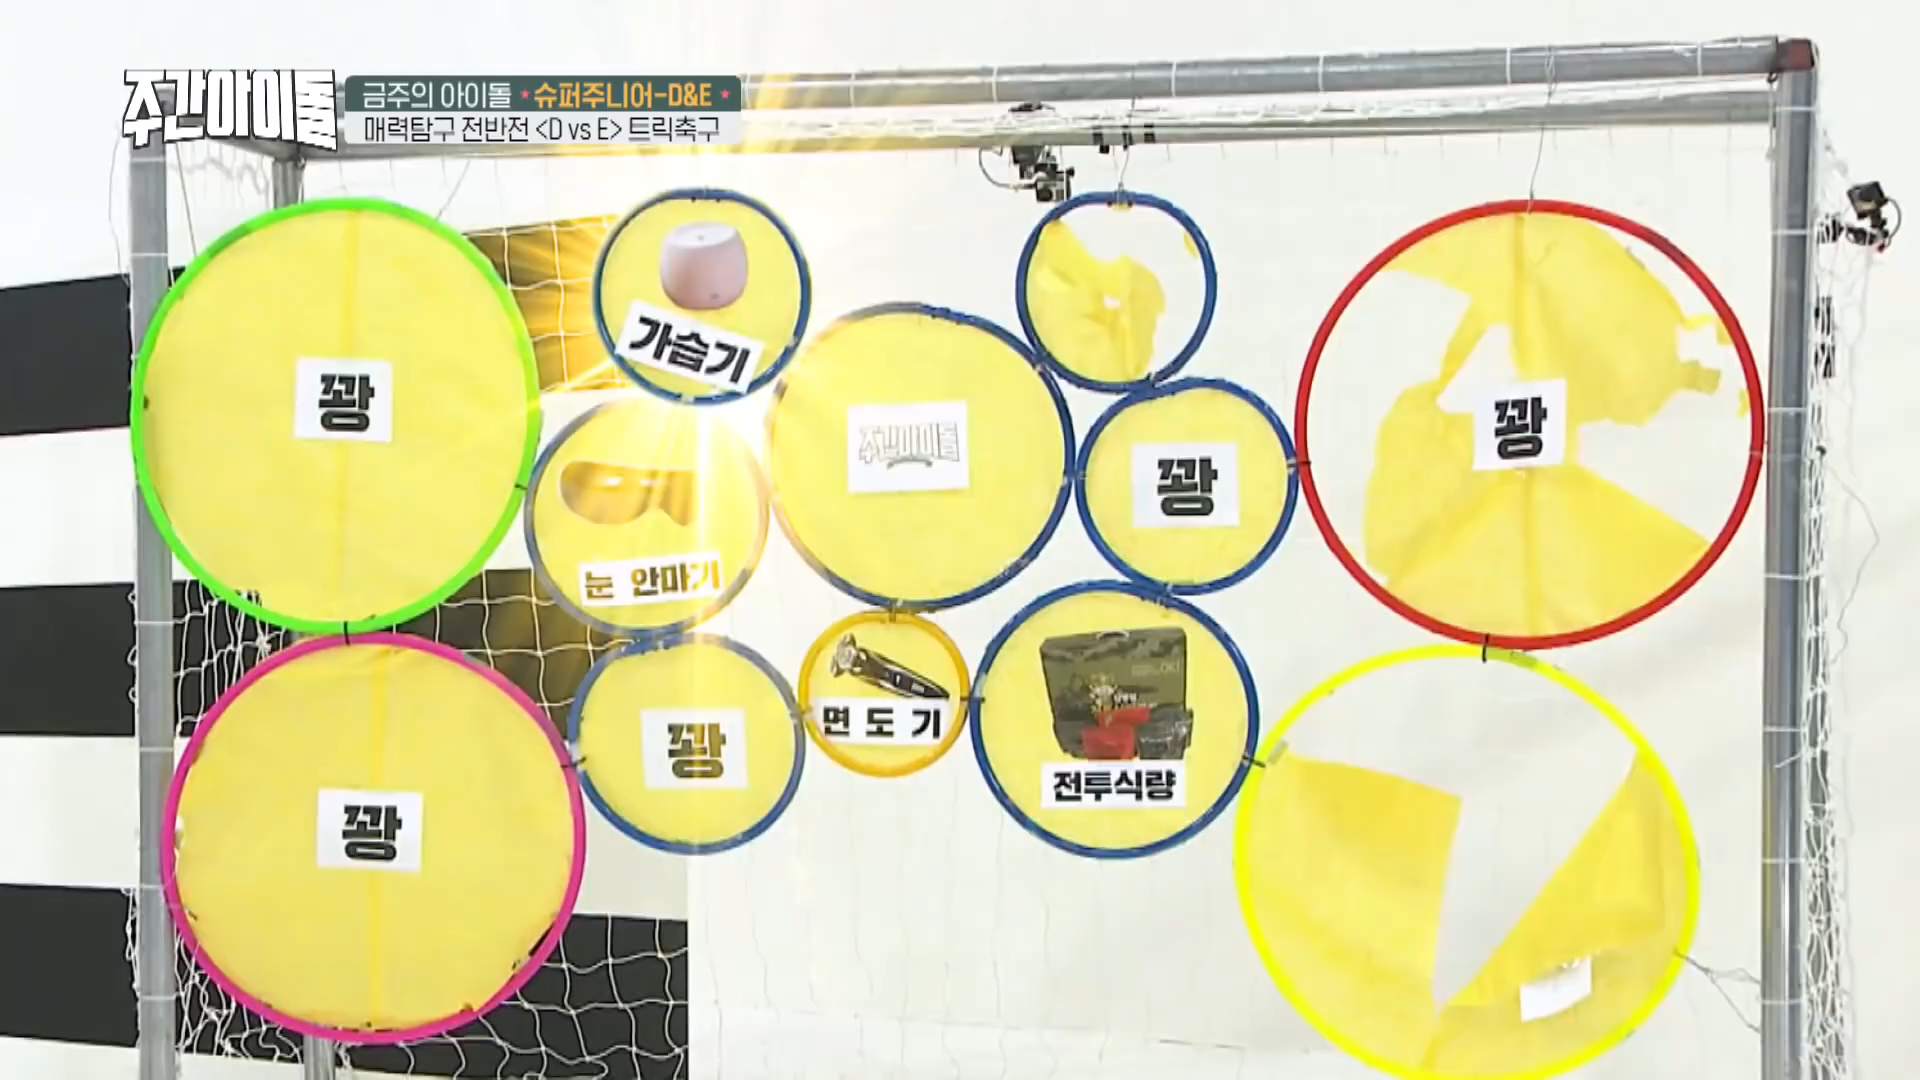 주간아이돌
금주의 아이돌 슈퍼주니어-D&E
매력탐구 전반전 <D vs E> 트릭축구
가습기
꽝
꽝
주간아이돌
꽝
눈 안마기
면도기
꽝
전투식량
꽝